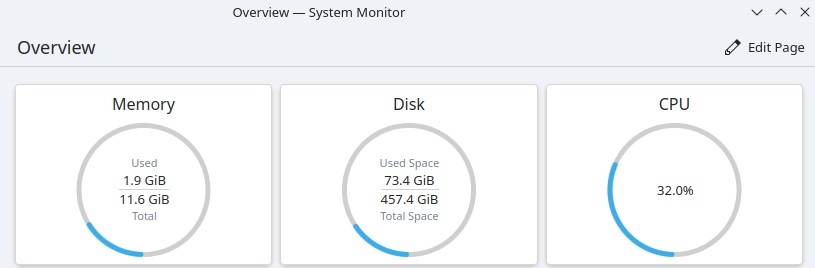 Overview — System Monitor
Overview
Edit Page
Memory
Used
1.9 GiB
11.6 GiB
Total
Disk
Used Space
73.4 GiB
457.4 GiB
Total Space
CPU
32.0%